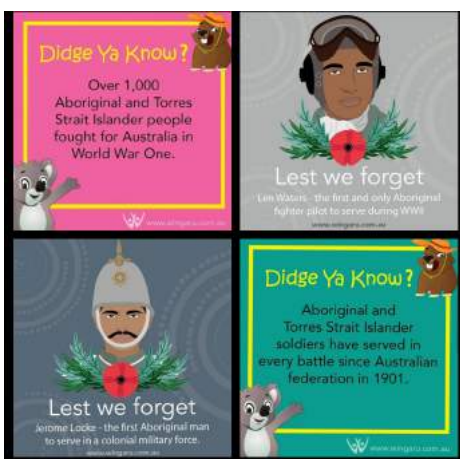 Didge Ya Know?
Over 1,000
Aboriginal and Torres
Strait Islander people
fought for Australia in
World War One.
www.wingaru.com.au
Lest we forget
Len Waters - the first and only Aboriginal
fighter pilot to serve during WWII
www.wingaru.com.au
Lest we forget
Jerome Locke - the first Aboriginal man
to serve in a colonial military force.
Didge Ya Know?
Aboriginal and
Torres Strait Islander
soldiers have served in
every battle since Australian
federation in 1901.
www.wingaru.com.au